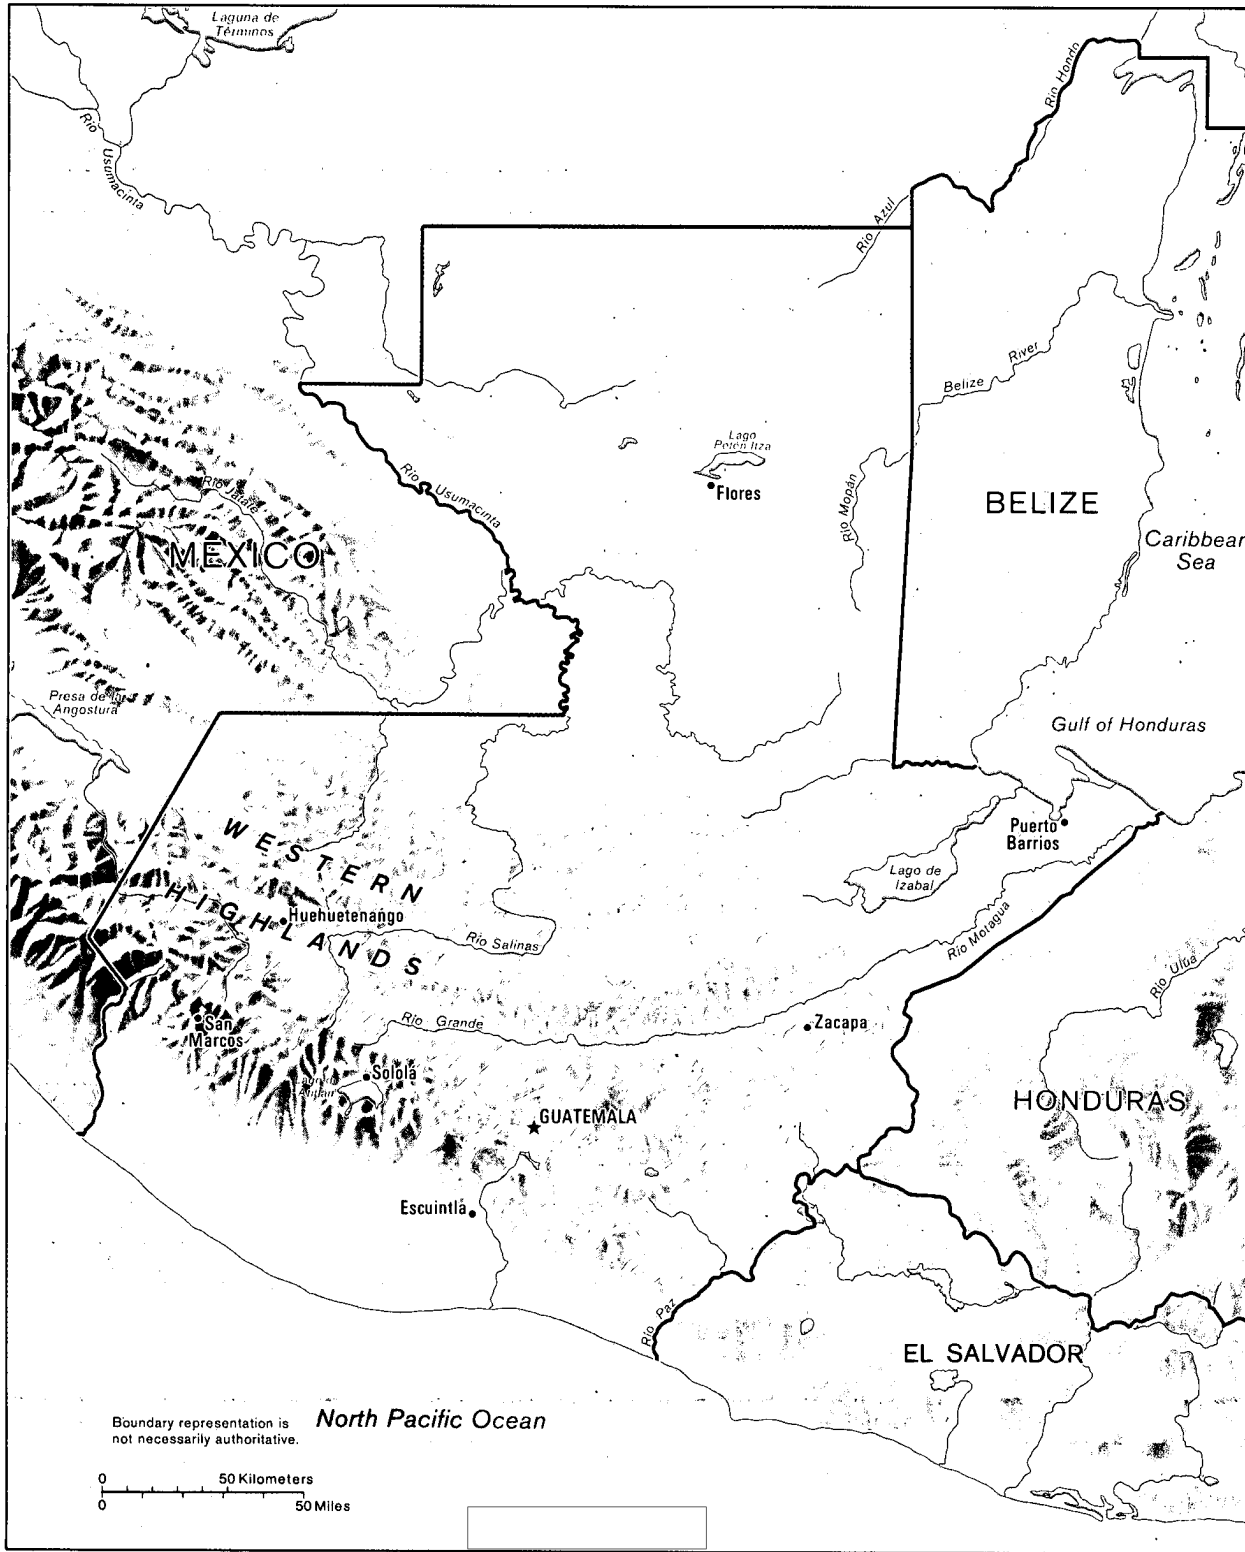 Laguna de
Términos
Río Hondo
Río
Usumacinta
Río Azul
Belize River
Lago
Petén Itzá
Flores
Río Usumacinta
Río Mopán
Río Jataté
BELIZE
MEXICO
Caribbean
Sea
Presa de la
Angostura
Gulf of Honduras
Puerto
Barrios
WESTERN
HIGHLANDS
Lago de
Izabal
Huehuetenango
Río Salinas
Río Motagua
Río Ulúa
San
Marcos
Río Grande
Zacapa
Sololá
GUATEMALA
HONDURAS
Escuintla
Río Paz
EL SALVADOR
North Pacific Ocean
Boundary representation is
not necessarily authoritative.
0 50 Kilometers
0 50 Miles